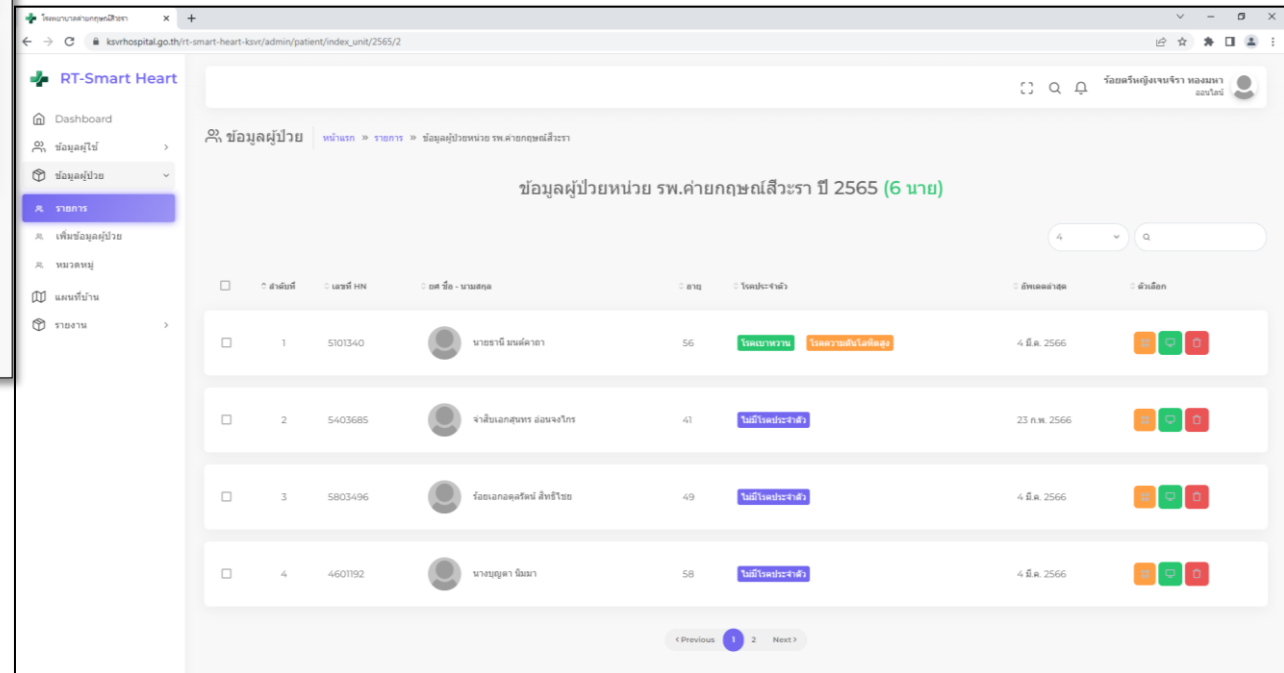 โรงพยาบาลค่ายกฤษณ์สีวะรา
ksvrhospital.go.th/rt-smart-heart-ksvr/admin/patient/index_unit/2565/2
RT-Smart Heart
ร้อยตรีหญิงเจนจิรา ทองมหา
ออนไลน์
Dashboard
ข้อมูลผู้ใช้
ข้อมูลผู้ป่วย
รายการ
เพิ่มข้อมูลผู้ป่วย
หมวดหมู่
แผนที่บ้าน
รายงาน
ข้อมูลผู้ป่วย หน้าแรก » รายการ » ข้อมูลผู้ป่วยหน่วย รพ.ค่ายกฤษณ์สีวะรา
ข้อมูลผู้ป่วยหน่วย รพ.ค่ายกฤษณ์สีวะรา ปี 2565 (6 นาย)
4
ลำดับที่ เลขที่ HN ยศ ชื่อ - นามสกุล อายุ โรคประจำตัว อัพเดตล่าสุด ตัวเลือก
1 5101340 นายธานี มนต์คาถา 56 โรคเบาหวาน โรคความดันโลหิตสูง 4 มี.ค. 2566
2 5403685 จ่าสิบเอกสุนทร อ่อนจงไกร 41 ไม่มีโรคประจำตัว 23 ก.พ. 2566
3 5803496 ร้อยเอกอดุลรัตน์ สิทธิไชย 49 ไม่มีโรคประจำตัว 4 มี.ค. 2566
4 4601192 นางบุญตา นิมมา 58 ไม่มีโรคประจำตัว 4 มี.ค. 2566
Previous 1 2 Next